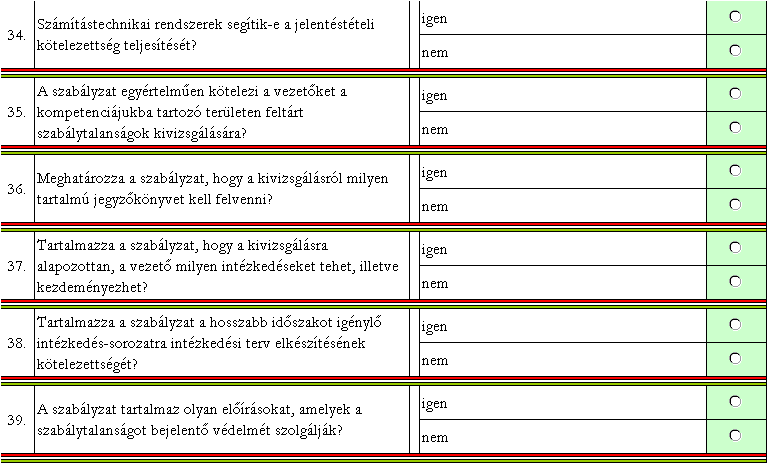 34. Számítástechnikai rendszerek segítik-e a jelentéstételi
kötelezettség teljesítését?
igen
nem
35. A szabályzat egyértelműen kötelezi a vezetőket a
kompetenciájukba tartozó területen feltárt
szabálytalanságok kivizsgálására?
igen
nem
36. Meghatározza a szabályzat, hogy a kivizsgálásról milyen
tartalmú jegyzőkönyvet kell felvenni?
igen
nem
37. Tartalmazza a szabályzat, hogy a kivizsgálásra
alapozottan, a vezető milyen intézkedéseket tehet, illetve
kezdeményezhet?
igen
nem
38. Tartalmazza a szabályzat a hosszabb időszakot igénylő
intézkedés-sorozatra intézkedési terv elkészítésének
kötelezettségét?
igen
nem
39. A szabályzat tartalmaz olyan előírásokat, amelyek a
szabálytalanságot bejelentő védelmét szolgálják?
igen
nem